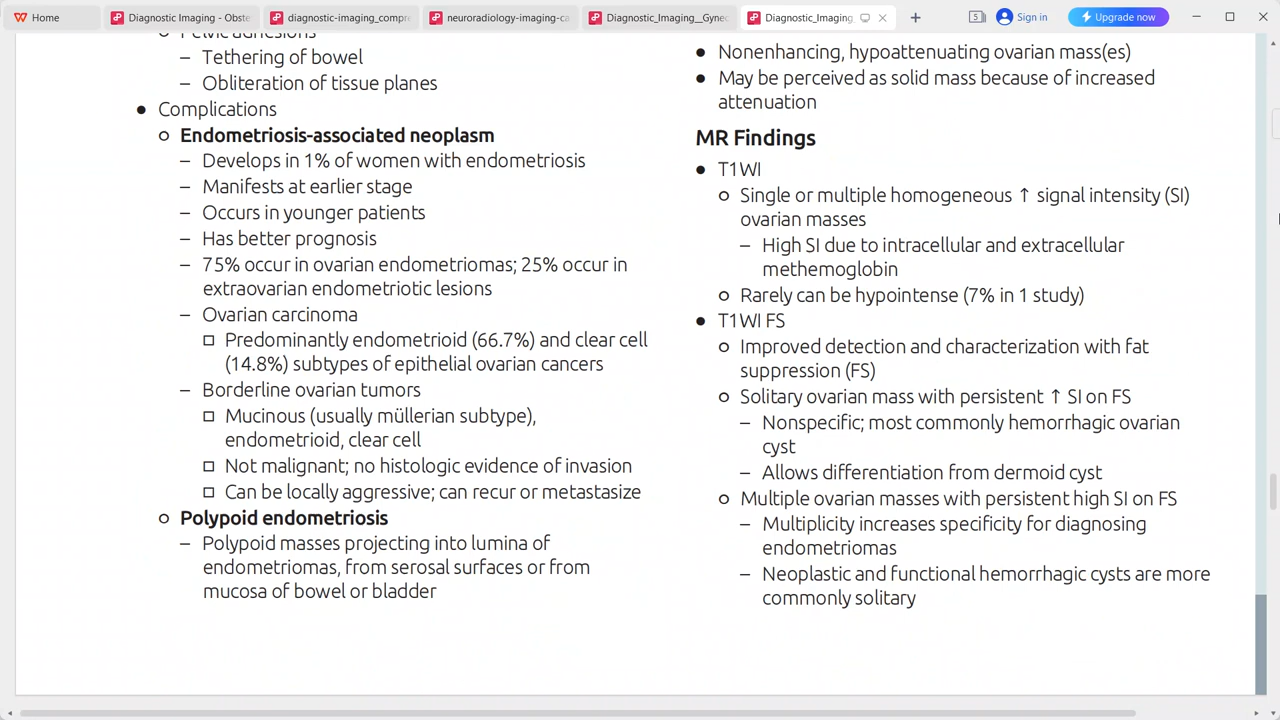 Home
Diagnostic Imaging - Obste
diagnostic-imaging_compre
neuroradiology-imaging-ca
Diagnostic_Imaging__Gynec
Diagnostic_Imaging_
5
Sign in
Upgrade now
Pelvic adhesions
– Tethering of bowel
– Obliteration of tissue planes
● Complications
○ Endometriosis-associated neoplasm
– Develops in 1% of women with endometriosis
– Manifests at earlier stage
– Occurs in younger patients
– Has better prognosis
– 75% occur in ovarian endometriomas; 25% occur in
extraovarian endometriotic lesions
– Ovarian carcinoma
□ Predominantly endometrioid (66.7%) and clear cell
(14.8%) subtypes of epithelial ovarian cancers
– Borderline ovarian tumors
□ Mucinous (usually müllerian subtype),
endometrioid, clear cell
□ Not malignant; no histologic evidence of invasion
□ Can be locally aggressive; can recur or metastasize
○ Polypoid endometriosis
– Polypoid masses projecting into lumina of
endometriomas, from serosal surfaces or from
mucosa of bowel or bladder
● Nonenhancing, hypoattenuating ovarian mass(es)
● May be perceived as solid mass because of increased
attenuation
MR Findings
● T1WI
○ Single or multiple homogeneous ↑ signal intensity (SI)
ovarian masses
– High SI due to intracellular and extracellular
methemoglobin
○ Rarely can be hypointense (7% in 1 study)
● T1WI FS
○ Improved detection and characterization with fat
suppression (FS)
○ Solitary ovarian mass with persistent ↑ SI on FS
– Nonspecific; most commonly hemorrhagic ovarian
cyst
– Allows differentiation from dermoid cyst
○ Multiple ovarian masses with persistent high SI on FS
– Multiplicity increases specificity for diagnosing
endometriomas
– Neoplastic and functional hemorrhagic cysts are more
commonly solitary